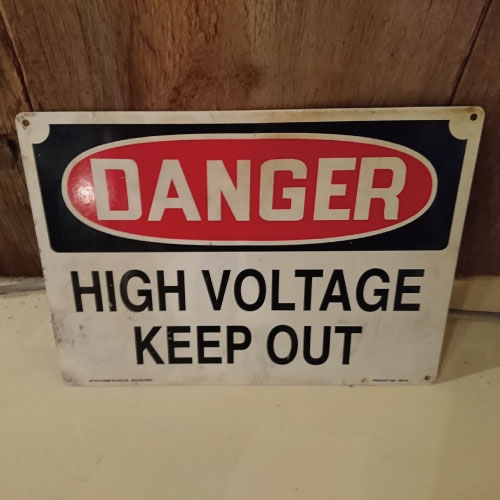 DANGER
HIGH VOLTAGE
KEEP OUT